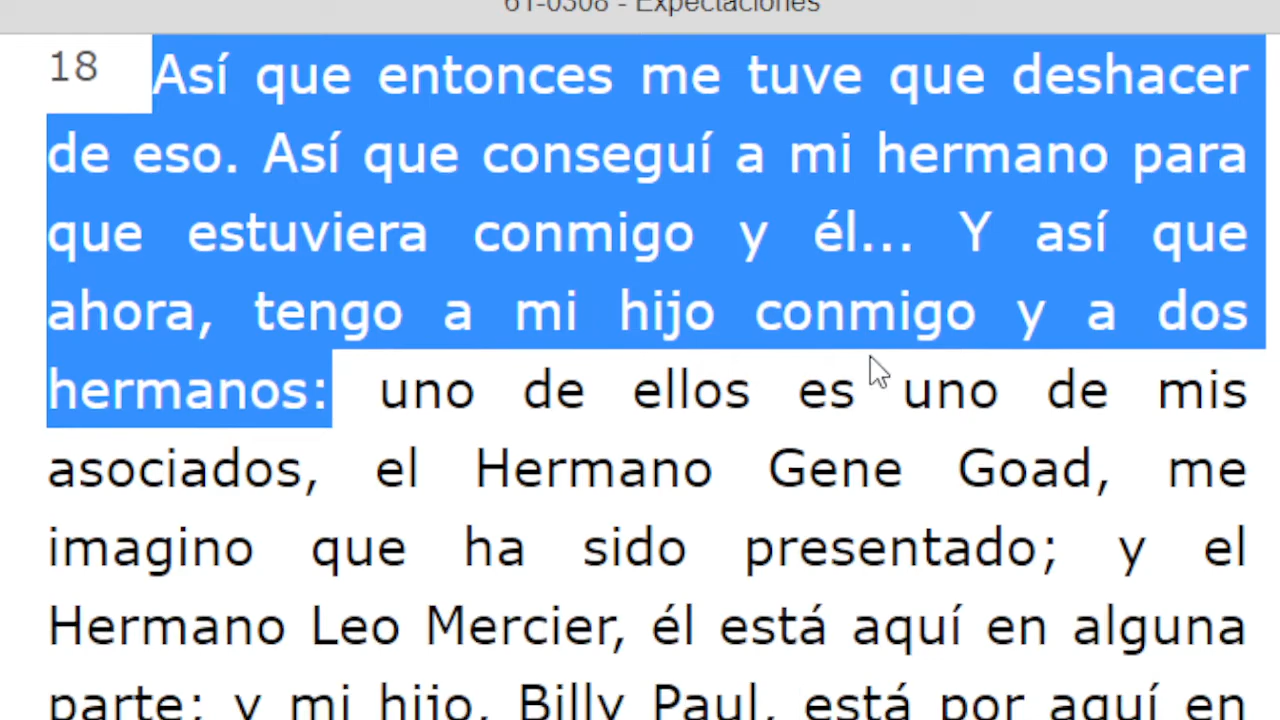 61-0308 - Expectaciones
18 Así que entonces me tuve que deshacer
de eso. Así que conseguí a mi hermano para
que estuviera conmigo y él... Y así que
ahora, tengo a mi hijo conmigo y a dos
hermanos: uno de ellos es uno de mis
asociados, el Hermano Gene Goad, me
imagino que ha sido presentado; y el
Hermano Leo Mercier, él está aquí en alguna
parte; y mi hijo, Billy Paul, está por aquí en